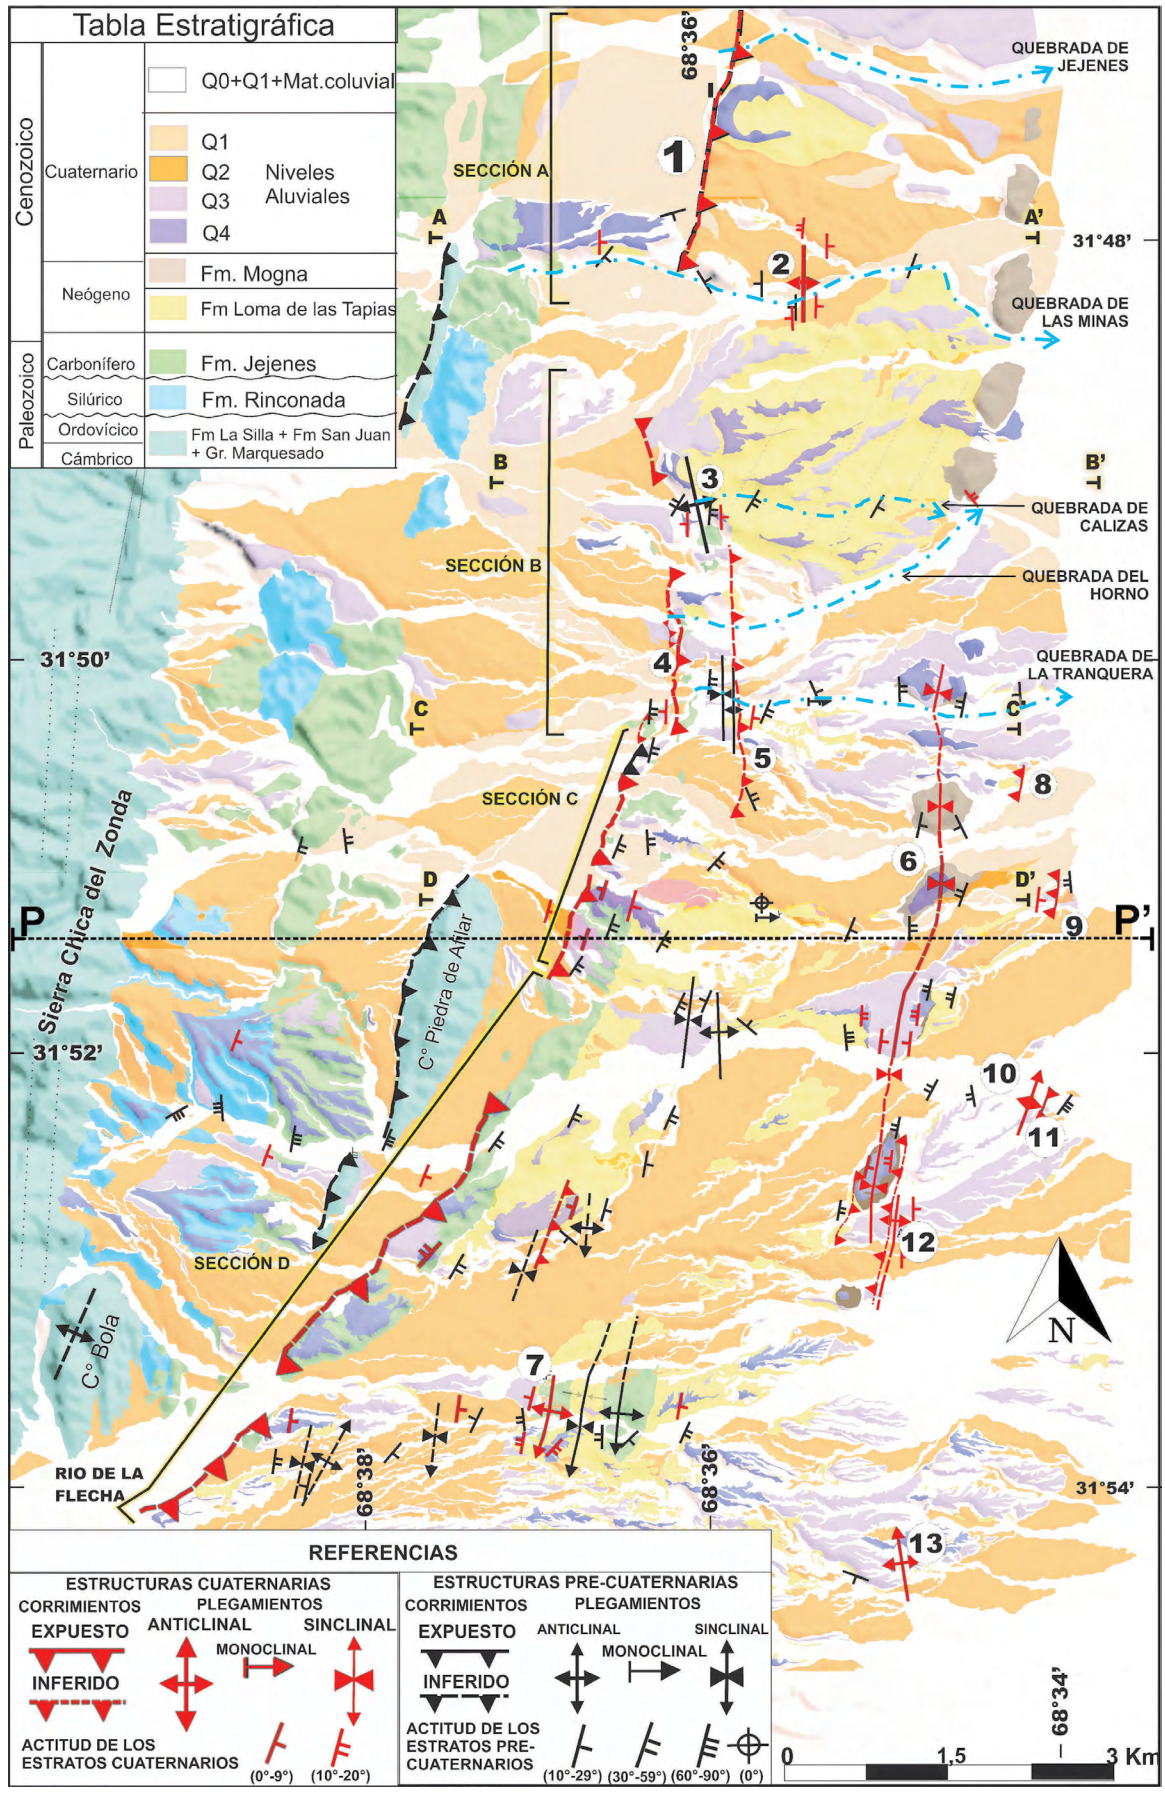 Tabla Estratigráfica
Cenozoico
Cuaternario
Q0+Q1+Mat.coluvial
Q1
Q2
Q3
Q4
Niveles
Aluviales
Neógeno
Fm. Mogna
Fm Loma de las Tapias
Paleozoico
Carbonífero
Fm. Jejenes
Silúrico
Fm. Rinconada
Ordovícico
Cámbrico
Fm La Silla + Fm San Juan
+ Gr. Marquesado
68°36'
QUEBRADA DE
JEJENES
1
SECCIÓN A
A
A'
31°48'
2
QUEBRADA DE
LAS MINAS
B
3
B'
QUEBRADA DE
CALIZAS
SECCIÓN B
QUEBRADA DEL
HORNO
31°50'
4
QUEBRADA DE
LA TRANQUERA
C
C'
5
8
SECCIÓN C
Sierra Chica del Zonda
6
D
D'
9
P
P'
C° Piedra de Afilar
31°52'
10
11
12
SECCIÓN D
N
C° Bola
7
RIO DE LA
FLECHA
68°38'
68°36'
31°54'
13
68°34'
REFERENCIAS
ESTRUCTURAS CUATERNARIAS
CORRIMIENTOS
PLEGAMIENTOS
EXPUESTO
ANTICLINAL
SINCLINAL
MONOCLINAL
INFERIDO
ACTITUD DE LOS
ESTRATOS CUATERNARIOS
(0°-9°)
(10°-20°)
ESTRUCTURAS PRE-CUATERNARIAS
CORRIMIENTOS
PLEGAMIENTOS
EXPUESTO
ANTICLINAL
SINCLINAL
MONOCLINAL
INFERIDO
ACTITUD DE LOS
ESTRATOS PRE-
CUATERNARIOS
(10°-29°)
(30°-59°)
(60°-90°)
(0°)
0
1,5
3 Km